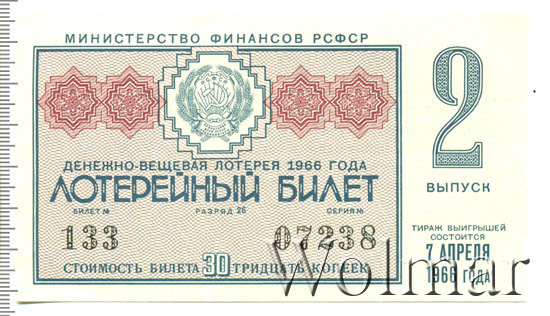 МИНИСТЕРСТВО ФИНАНСОВ РСФСР
ДЕНЕЖНО-ВЕЩЕВАЯ ЛОТЕРЕЯ 1966 ГОДА
ЛОТЕРЕЙНЫЙ БИЛЕТ
БИЛЕТ № РАЗРЯД 26 СЕРИЯ №
133 07238
СТОИМОСТЬ БИЛЕТА 30 ТРИДЦАТЬ КОПЕЕК
2
ВЫПУСК
ТИРАЖ ВЫИГРЫШЕЙ
СОСТОИТСЯ
7 АПРЕЛЯ
1966 ГОДА
Wolmar